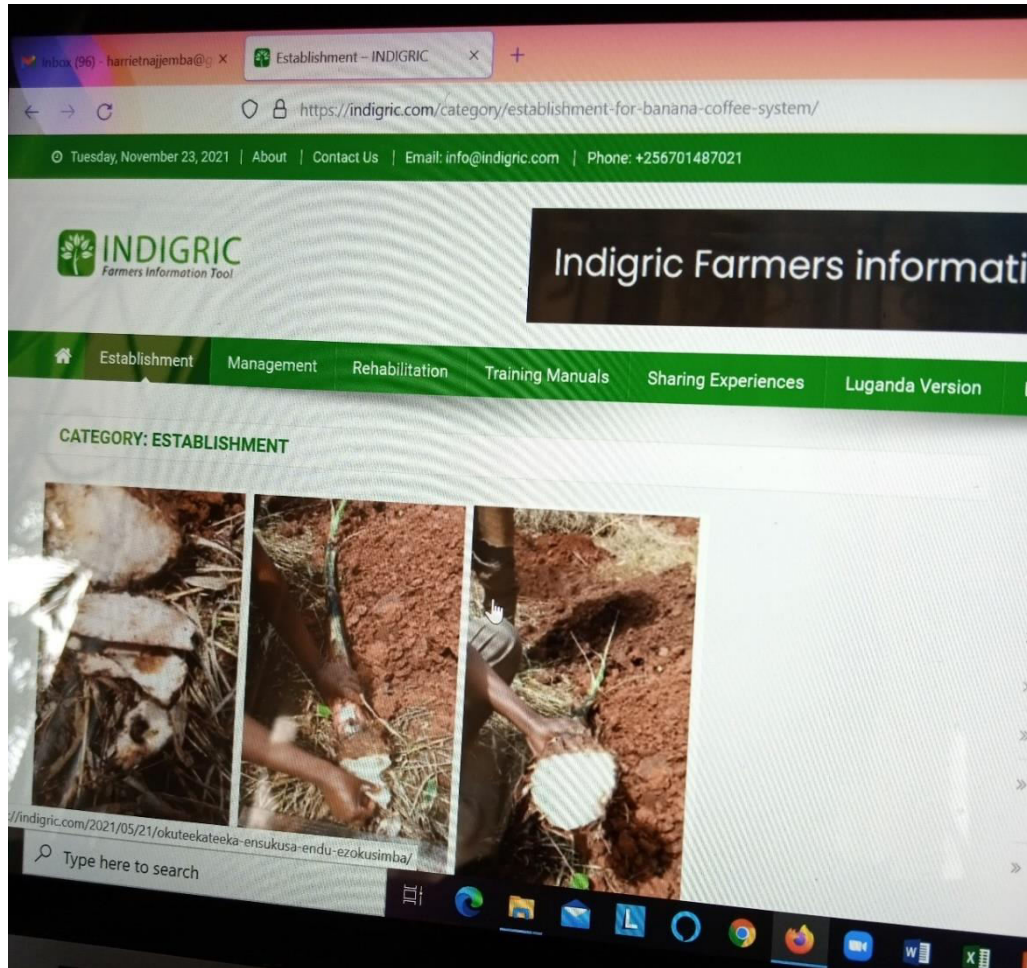 Inbox (96) - harrietnajjemba@g
Establishment – INDIGRIC
https://indigric.com/category/establishment-for-banana-coffee-system/
Tuesday, November 23, 2021 | About | Contact Us | Email: info@indigric.com | Phone: +256701487021
INDIGRIC
Farmers Information Tool
Indigric Farmers informati
Establishment Management Rehabilitation Training Manuals Sharing Experiences Luganda Version
CATEGORY: ESTABLISHMENT
://indigric.com/2021/05/21/okuteekateeka-ensukusa-endu-ezokusimba/
Type here to search